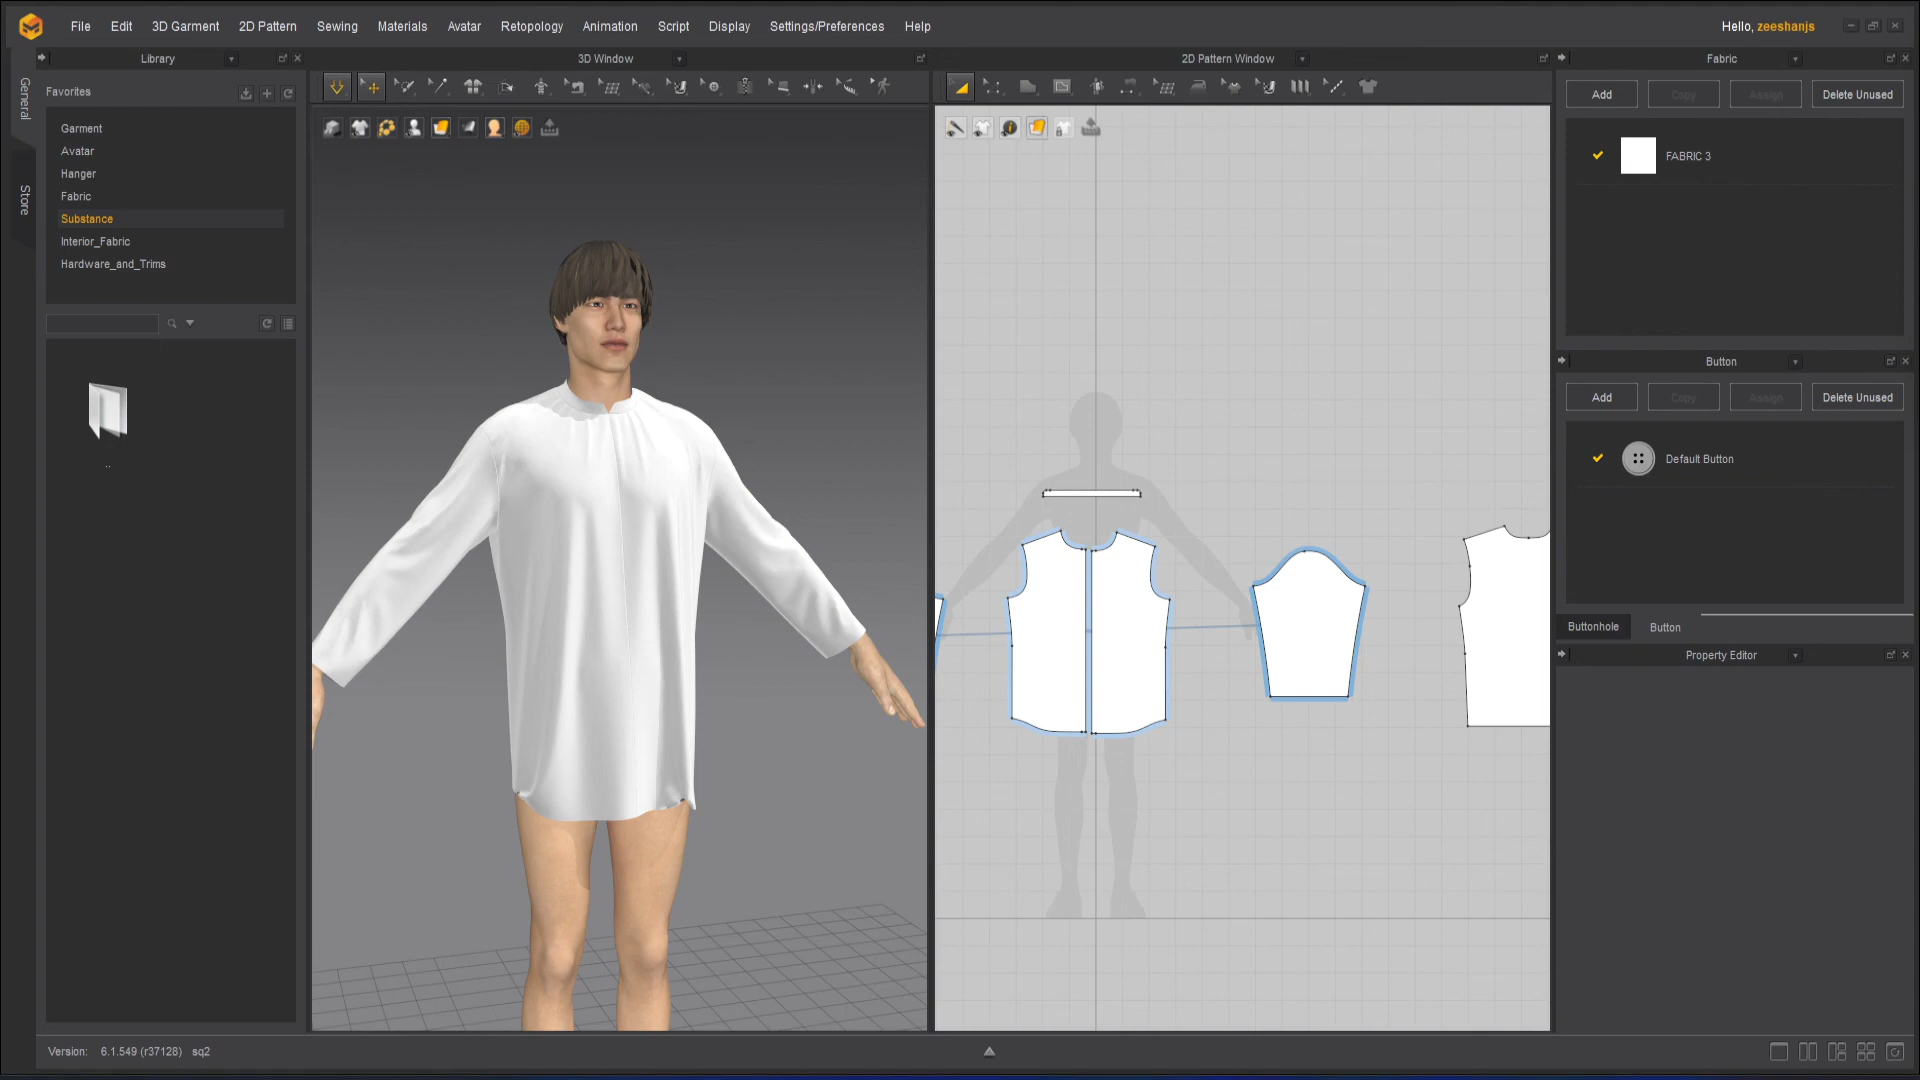 File Edit 3D Garment 2D Pattern Sewing Materials Avatar Retopology Animation Script Display Settings/Preferences Help Hello, zeeshanjs
Library 3D Window 2D Pattern Window Fabric
General
Store
Favorites
Garment
Avatar
Hanger
Fabric
Substance
Interior_Fabric
Hardware_and_Trims
..
Add Copy Assign Delete Unused
FABRIC 3
Button
Add Copy Assign Delete Unused
Default Button
Buttonhole Button
Property Editor
Version: 6.1.549 (r37128) sq2